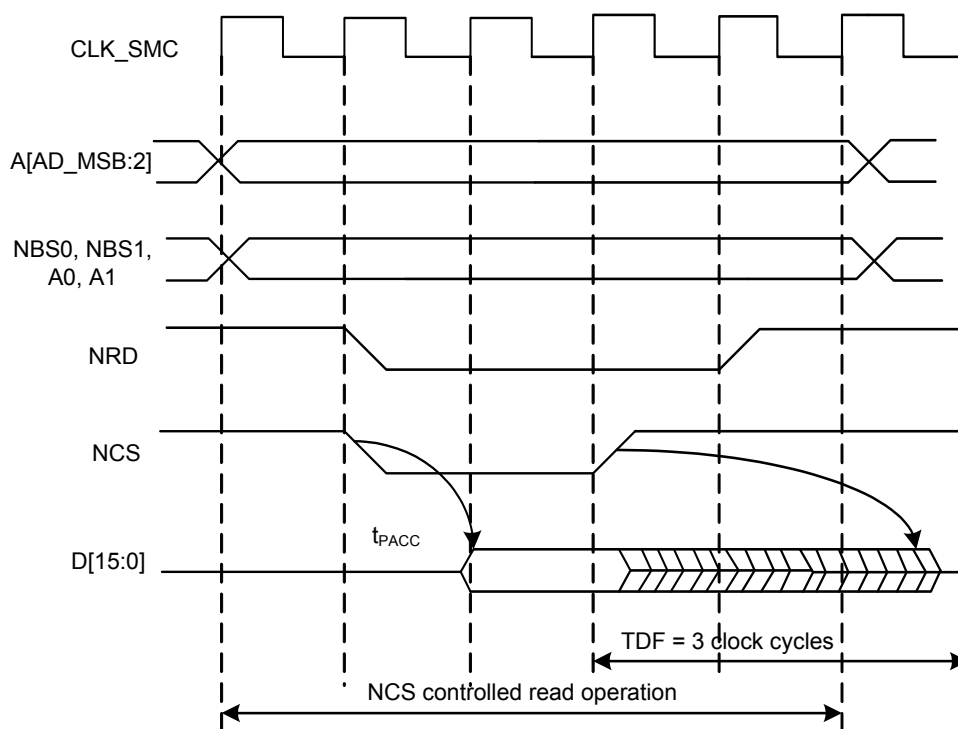 CLK_SMC
A[AD_MSB:2]
NBS0, NBS1,
A0, A1
NRD
NCS
tPACC
D[15:0]
TDF = 3 clock cycles
NCS controlled read operation